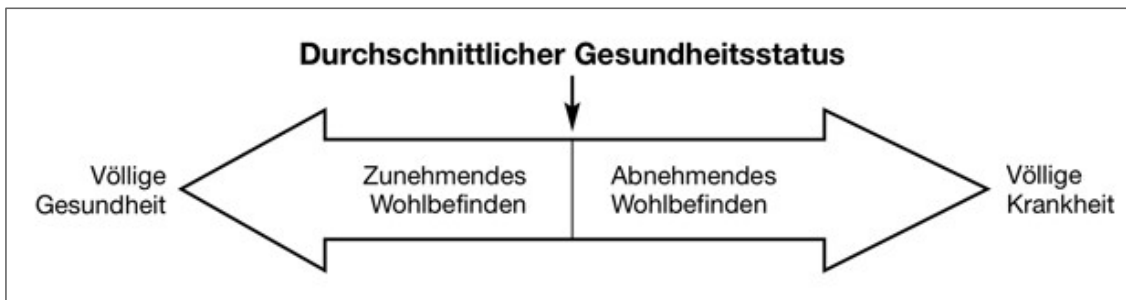 Durchschnittlicher Gesundheitsstatus
Völlige
Gesundheit
Zunehmendes
Wohlbefinden
Abnehmendes
Wohlbefinden
Völlige
Krankheit